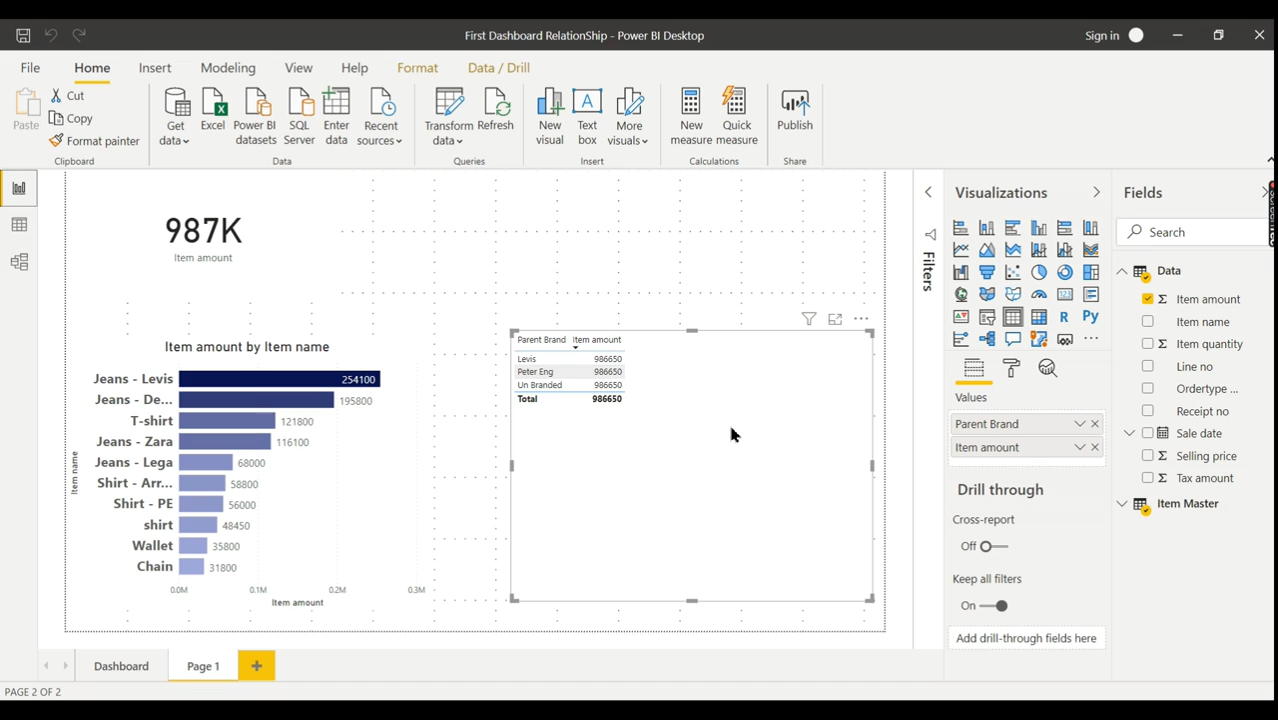 First Dashboard RelationShip - Power BI Desktop
Sign in
File Home Insert Modeling View Help Format Data / Drill
Paste
Cut
Copy
Format painter
Clipboard
Get data
Excel
Power BI datasets
SQL Server
Enter data
Recent sources
Data
Transform data
Refresh
Queries
New visual
Text box
More visuals
Insert
New measure
Quick measure
Calculations
Publish
Share
987K
Item amount
Item amount by Item name
Item name
Jeans - Levis 254100
Jeans - De... 195800
T-shirt 121800
Jeans - Zara 116100
Jeans - Lega 68000
Shirt - Arr... 58800
Shirt - PE 56000
shirt 48450
Wallet 35800
Chain 31800
0.0M 0.1M 0.2M 0.3M
Item amount
Parent Brand Item amount
Levis 986650
Peter Eng 986650
Un Branded 986650
Total 986650
Filters
Visualizations
R Py
Values
Parent Brand
Item amount
Drill through
Cross-report
Off
Keep all filters
On
Add drill-through fields here
Fields
Search
Data
Item amount
Item name
Item quantity
Line no
Ordertype ...
Receipt no
Sale date
Selling price
Tax amount
Item Master
Dashboard
Page 1
PAGE 2 OF 2